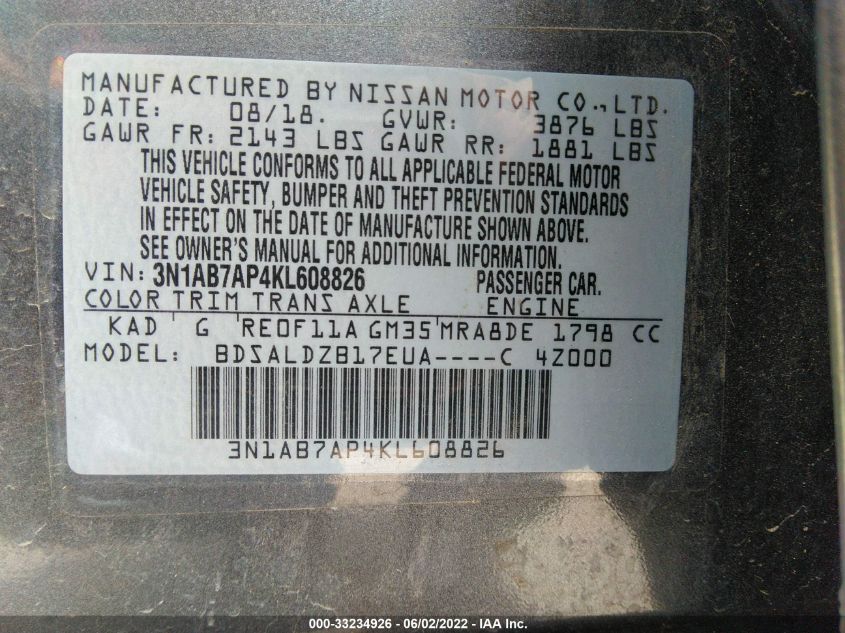 MANUFACTURED BY NISSAN MOTOR CO.,LTD.
DATE: 08/18. GVWR: 3876 LBS
GAWR FR: 2143 LBS GAWR RR: 1881 LBS
THIS VEHICLE CONFORMS TO ALL APPLICABLE FEDERAL MOTOR
VEHICLE SAFETY, BUMPER AND THEFT PREVENTION STANDARDS
IN EFFECT ON THE DATE OF MANUFACTURE SHOWN ABOVE.
SEE OWNER'S MANUAL FOR ADDITIONAL INFORMATION.
VIN: 3N1AB7AP4KL608826 PASSENGER CAR.
COLOR TRIM TRANS AXLE ENGINE
KAD G RE0F11A GM35 MRA8DE 1798 CC
MODEL: BDSALDZB17EUA----C 4Z000
3N1AB7AP4KL608826
000-33234926 - 06/02/2022 - IAA Inc.